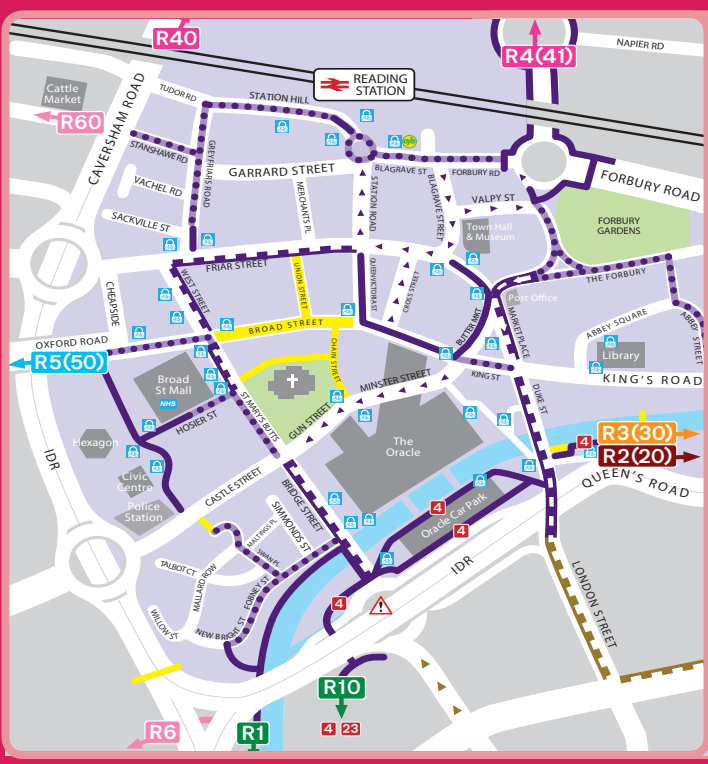 R40
R4(41)
NAPIER RD
READING
STATION
Cattle
Market
TUDOR RD
STATION HILL
R60
CAVERSHAM ROAD
STANSHAWE RD
GREYFRIARS ROAD
GARRARD STREET
BLAGRAVE ST
FORBURY RD
FORBURY ROAD
VACHEL RD
MERCHANTS PL
STATION ROAD
BLAGRAVE STREET
VALPY ST
SACKVILLE ST
Town Hall
& Museum
FORBURY
GARDENS
FRIAR STREET
UNION STREET
QUEEN VICTORIA ST
CROSS STREET
THE FORBURY
CHEAPSIDE
WEST STREET
Post Office
MARKET PLACE
BUTTER MKT
ABBEY SQUARE
ABBEY STREET
OXFORD ROAD
BROAD STREET
CHAIN STREET
Library
R5(50)
Broad
St Mall
NHS
MINSTER STREET
KING ST
KING'S ROAD
ST MARY'S BUTTS
GUN STREET
DUKE ST
HOSIER ST
Hexagon
The
Oracle
R3(30)
4
R2(20)
IDR
Civic
Centre
CASTLE STREET
QUEEN'S ROAD
Police
Station
BRIDGE STREET
SIMMONDS ST
4
Oracle Car Park
4
MALTINGS PL
SWAN PL
TALBOT CT
MALLARD ROW
FOBNEY ST
IDR
LONDON STREET
4
WILLOW ST
NEW BRIGHT ST
R10
4 23
R6
R1